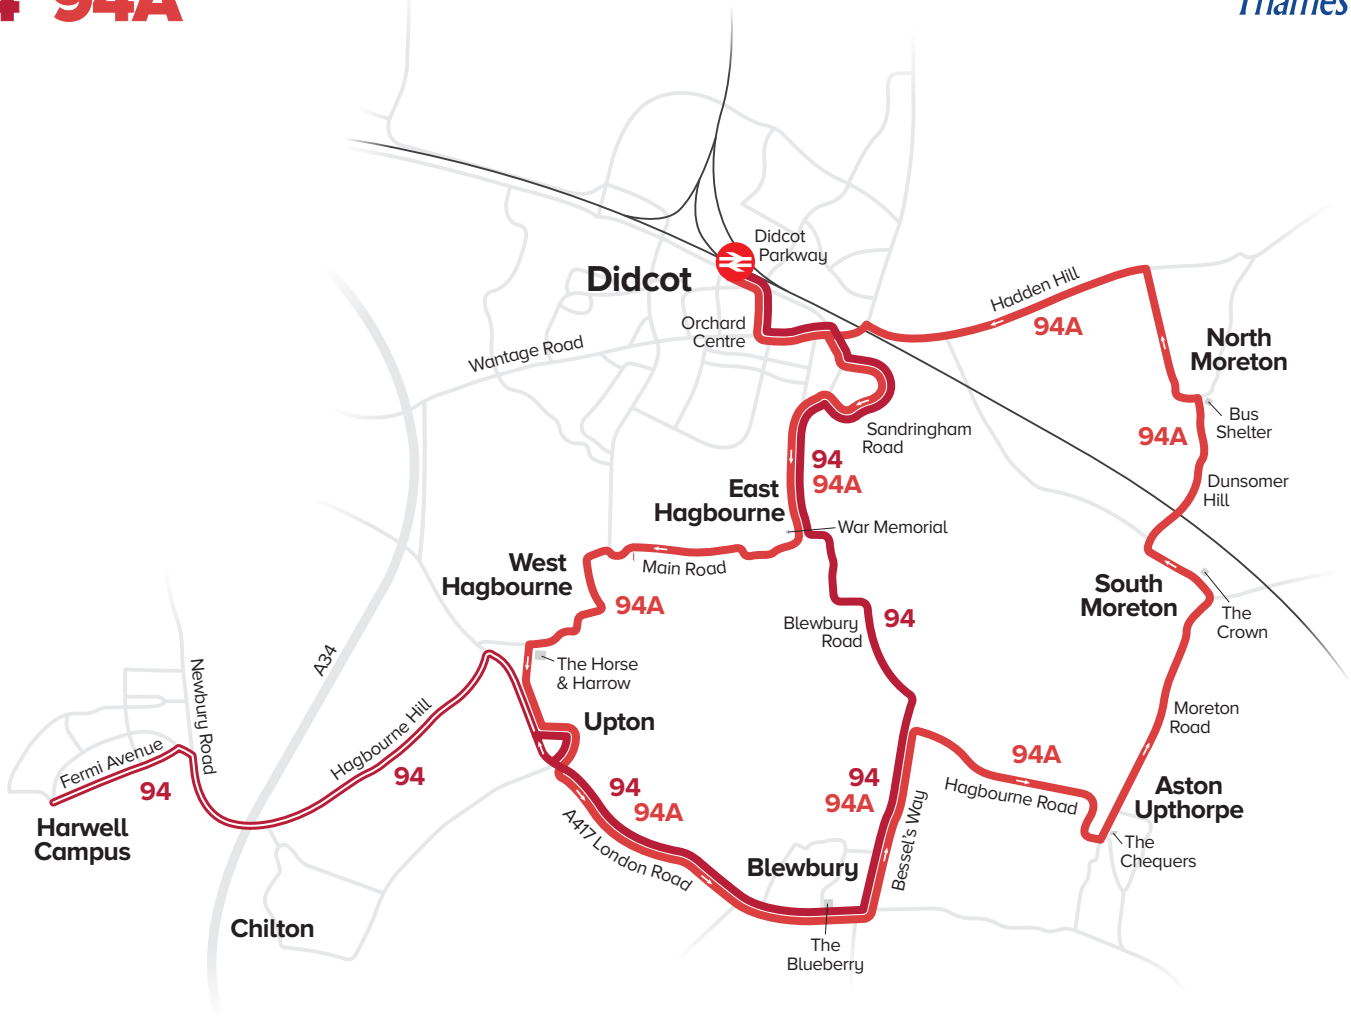 94A
Thames
Didcot
Parkway
Didcot
Orchard
Centre
Wantage Road
Hadden Hill
94A
North
Moreton
Bus
Shelter
94A
Sandringham
Road
94
94A
Dunsomer
Hill
East
Hagbourne
War Memorial
West
Hagbourne
Main Road
94A
South
Moreton
The
Crown
Blewbury
Road
94
The Horse
& Harrow
A34
Newbury Road
Upton
Moreton
Road
Hagbourne Hill
94
Fermi Avenue
94
Harwell
Campus
94
94A
A417 London Road
94
94A
Bessel's Way
94A
Hagbourne Road
Aston
Upthorpe
The
Chequers
Blewbury
The
Blueberry
Chilton